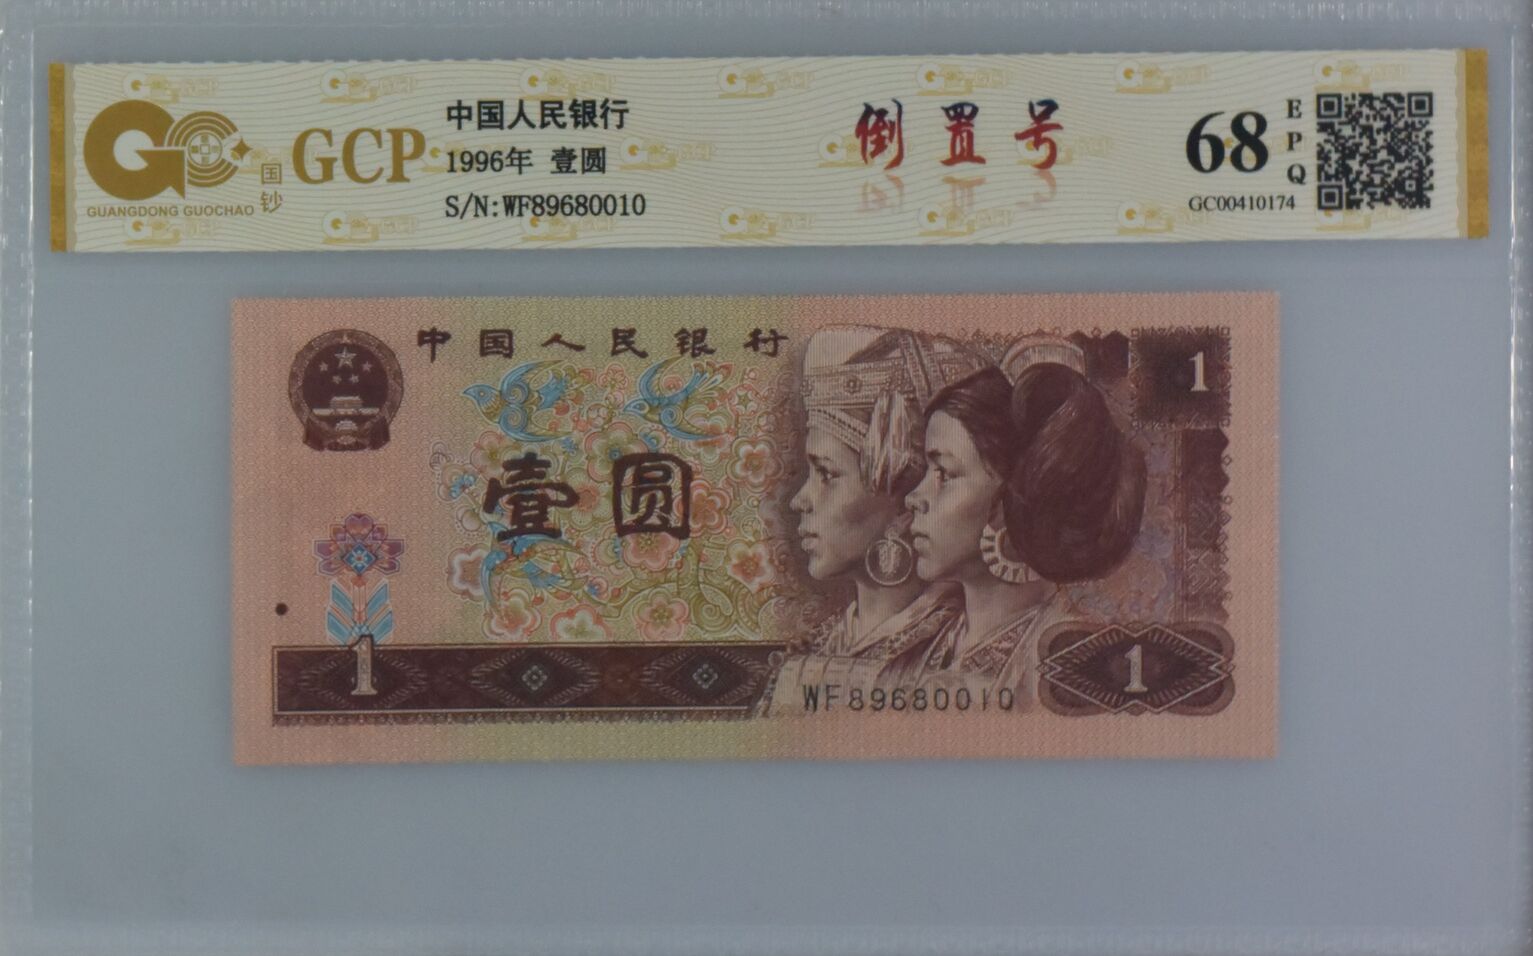 GUANGDONG GUOCHAO
国钞
GCP
中国人民银行
1996年 壹圆
S/N:WF89680010
倒置号
68
EPQ
GC00410174
中国人民银行
1
壹圆
1
1
WF89680010